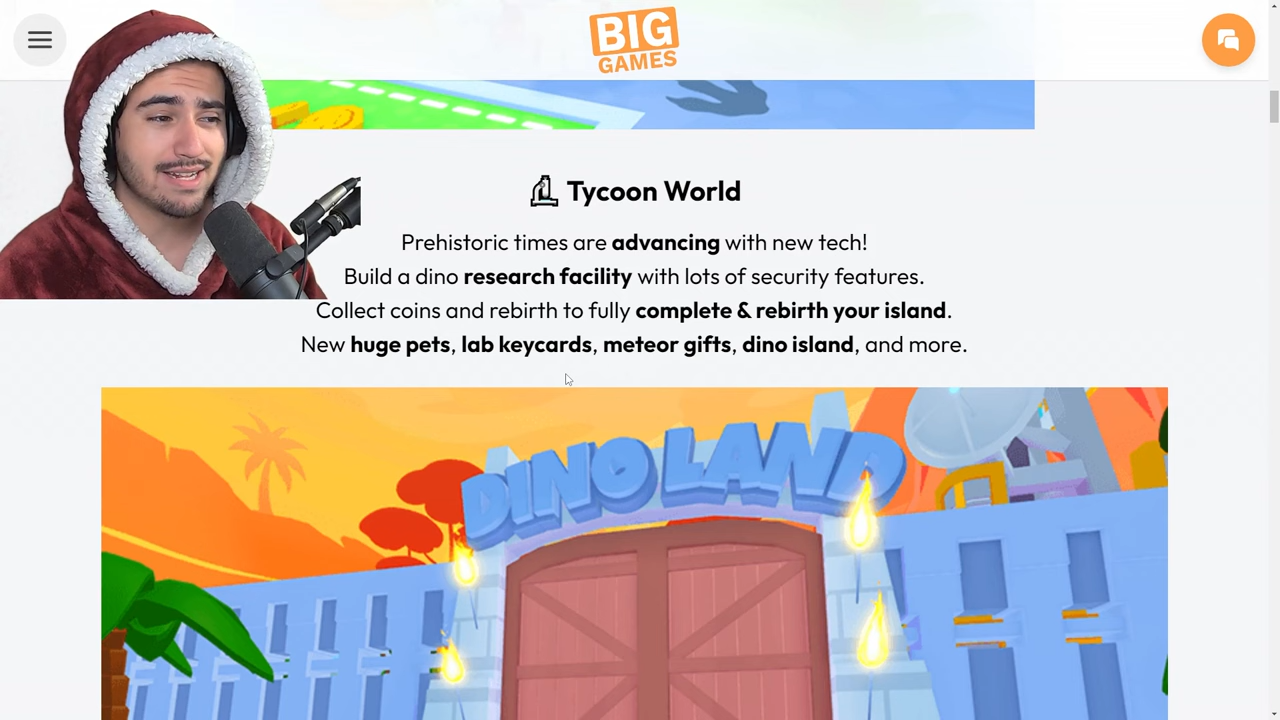 BIG
GAMES
Tycoon World
Prehistoric times are advancing with new tech!
Build a dino research facility with lots of security features.
Collect coins and rebirth to fully complete & rebirth your island.
New huge pets, lab keycards, meteor gifts, dino island, and more.
DINO LAND